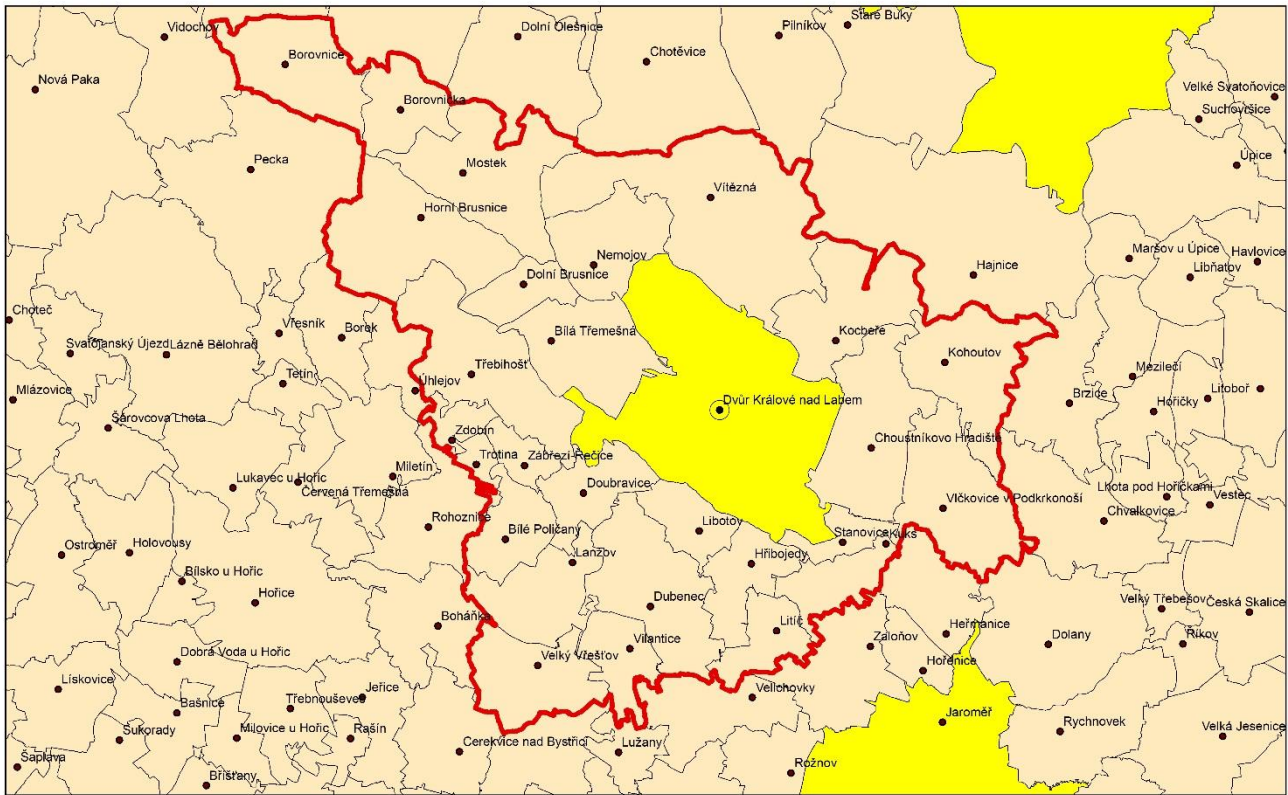 Vidochov
Dolní Olešnice
Pilníkov
Staré Buky
Borovnice
Chotěvice
Nová Paka
Velké Svatoňovice
Borovnička
Suchovršice
Pecka
Mostek
Úpice
Vítězná
Horní Brusnice
Maršov u Úpice
Havlovice
Nemojov
Hajnice
Libňatov
Dolní Brusnice
Choteč
Vřesník
Borek
Bílá Třemešná
Kocbeře
Svatojanský Újezd
Lázně Bělohrad
Kohoutov
Třebihošť
Mezilečí
Tetín
Úhlejov
Mlázovice
Brzice
Litoboř
Dvůr Králové nad Labem
Hořičky
Šárovcova Lhota
Zdobín
Choustníkovo Hradiště
Trotina
Zábřezí-Řečice
Miletín
Lukavec u Hořic
Červená Třemešná
Doubravice
Lhota pod Hořičkami
Vestec
Vlčkovice v Podkrkonoší
Chvalkovice
Rohoznice
Libotov
Bílé Poličany
Stanovice
Kuks
Ostroměř
Holovousy
Lanžov
Hřibojedy
Bílsko u Hořic
Hořice
Dubenec
Velký Třebešov
Česká Skalice
Boháňka
Litíč
Heřmanice
Vilantice
Zaloňov
Dolany
Říkov
Dobrá Voda u Hořic
Velký Vřešťov
Hořenice
Lískovice
Jeřice
Velichovky
Třebnouševes
Bašnice
Jaroměř
Sukorady
Milovice u Hořic
Rašín
Rychnovek
Velká Jesenice
Cerekvice nad Bystřicí
Lužany
Šaplava
Rožnov
Bříšťany